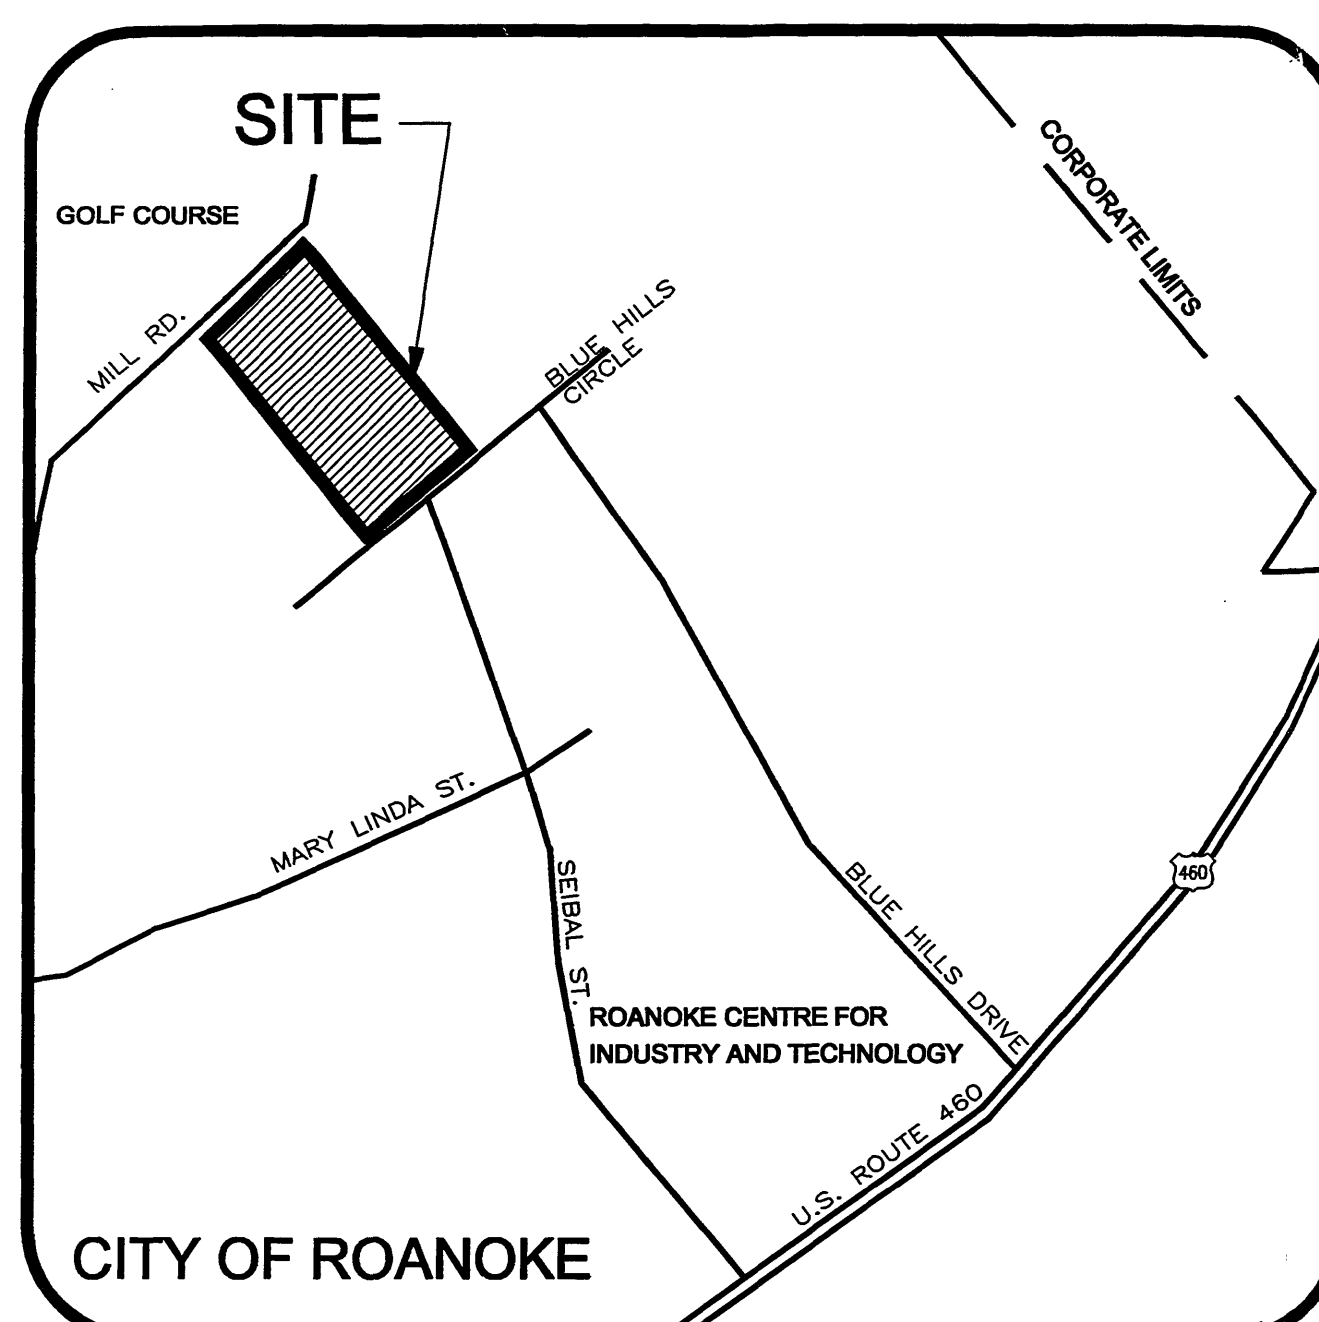 SITE
GOLF COURSE
CORPORATE LIMITS
MILL RD.
BLUE HILLS
CIRCLE
MARY LINDA ST.
SEIBAL ST.
BLUE HILLS DRIVE
460
ROANOKE CENTRE FOR
INDUSTRY AND TECHNOLOGY
U.S. ROUTE 460
CITY OF ROANOKE